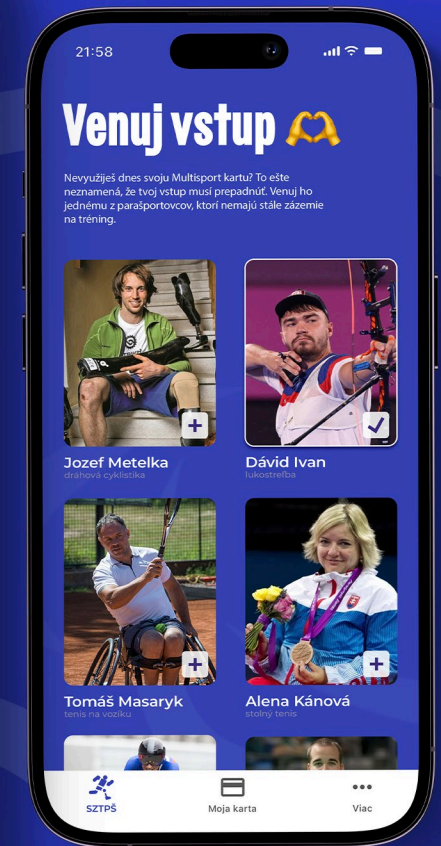 21:58
Venuj vstup
Nevyužiješ dnes svoju Multisport kartu? To ešte
neznamená, že tvoj vstup musí prepadnúť. Venuj ho
jednému z parašportovcov, ktorí nemajú stále zázemie
na tréning.
Jozef Metelka
dráhová cyklistika
Dávid Ivan
lukostreľba
Tomáš Masaryk
tenis na vozíku
Alena Kánová
stolný tenis
SZTPŠ
Moja karta
Viac